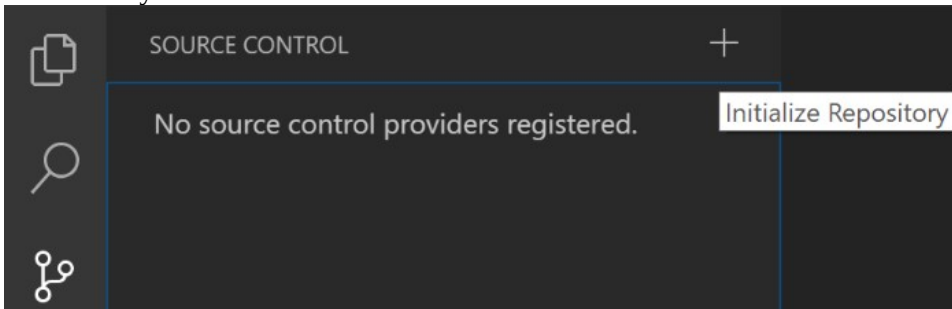 SOURCE CONTROL
Initialize Repository
No source control providers registered.